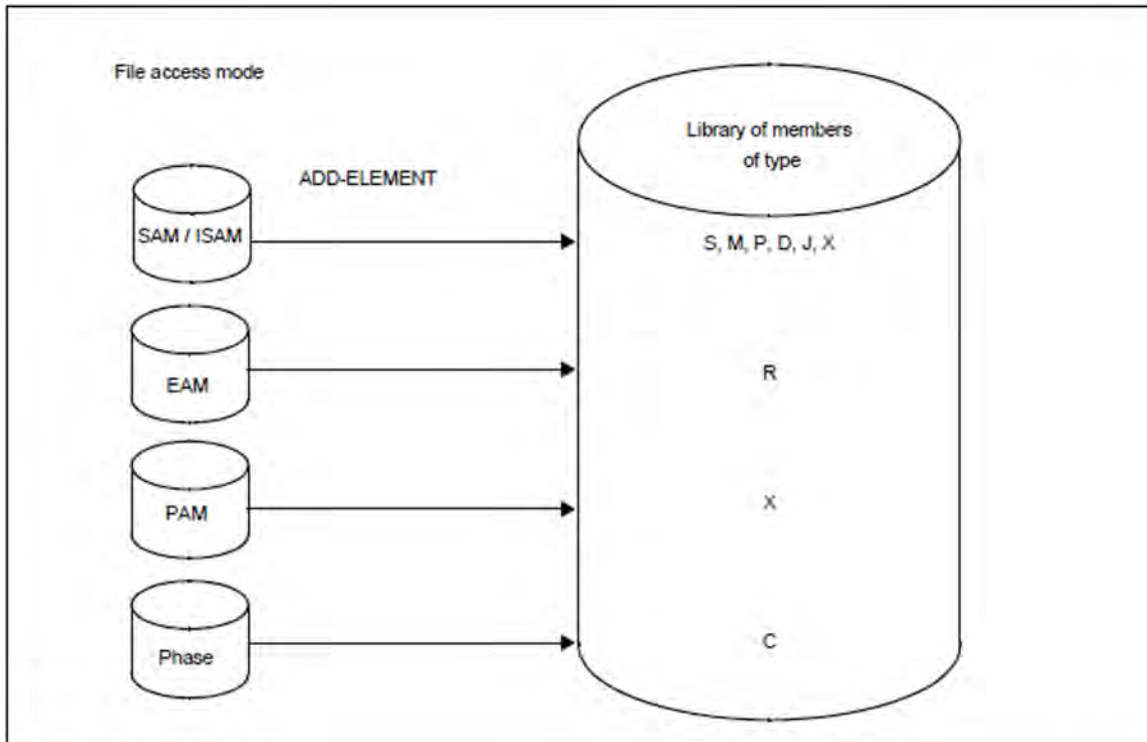 File access mode
Library of members
of type
ADD-ELEMENT
SAM / ISAM
S, M, P, D, J, X
EAM
R
PAM
X
Phase
C